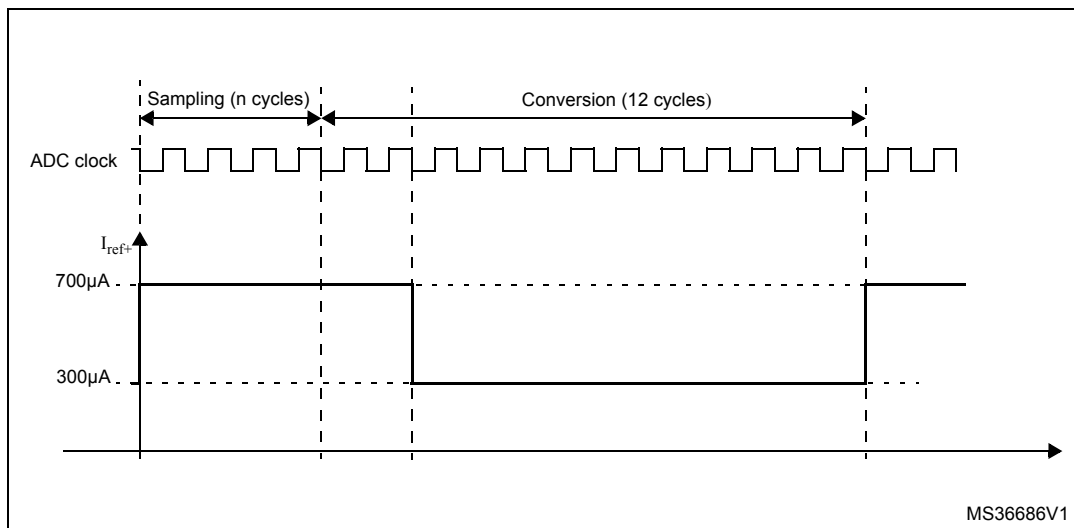 Sampling (n cycles)
Conversion (12 cycles)
ADC clock
Iref+
700µA
300µA
MS36686V1